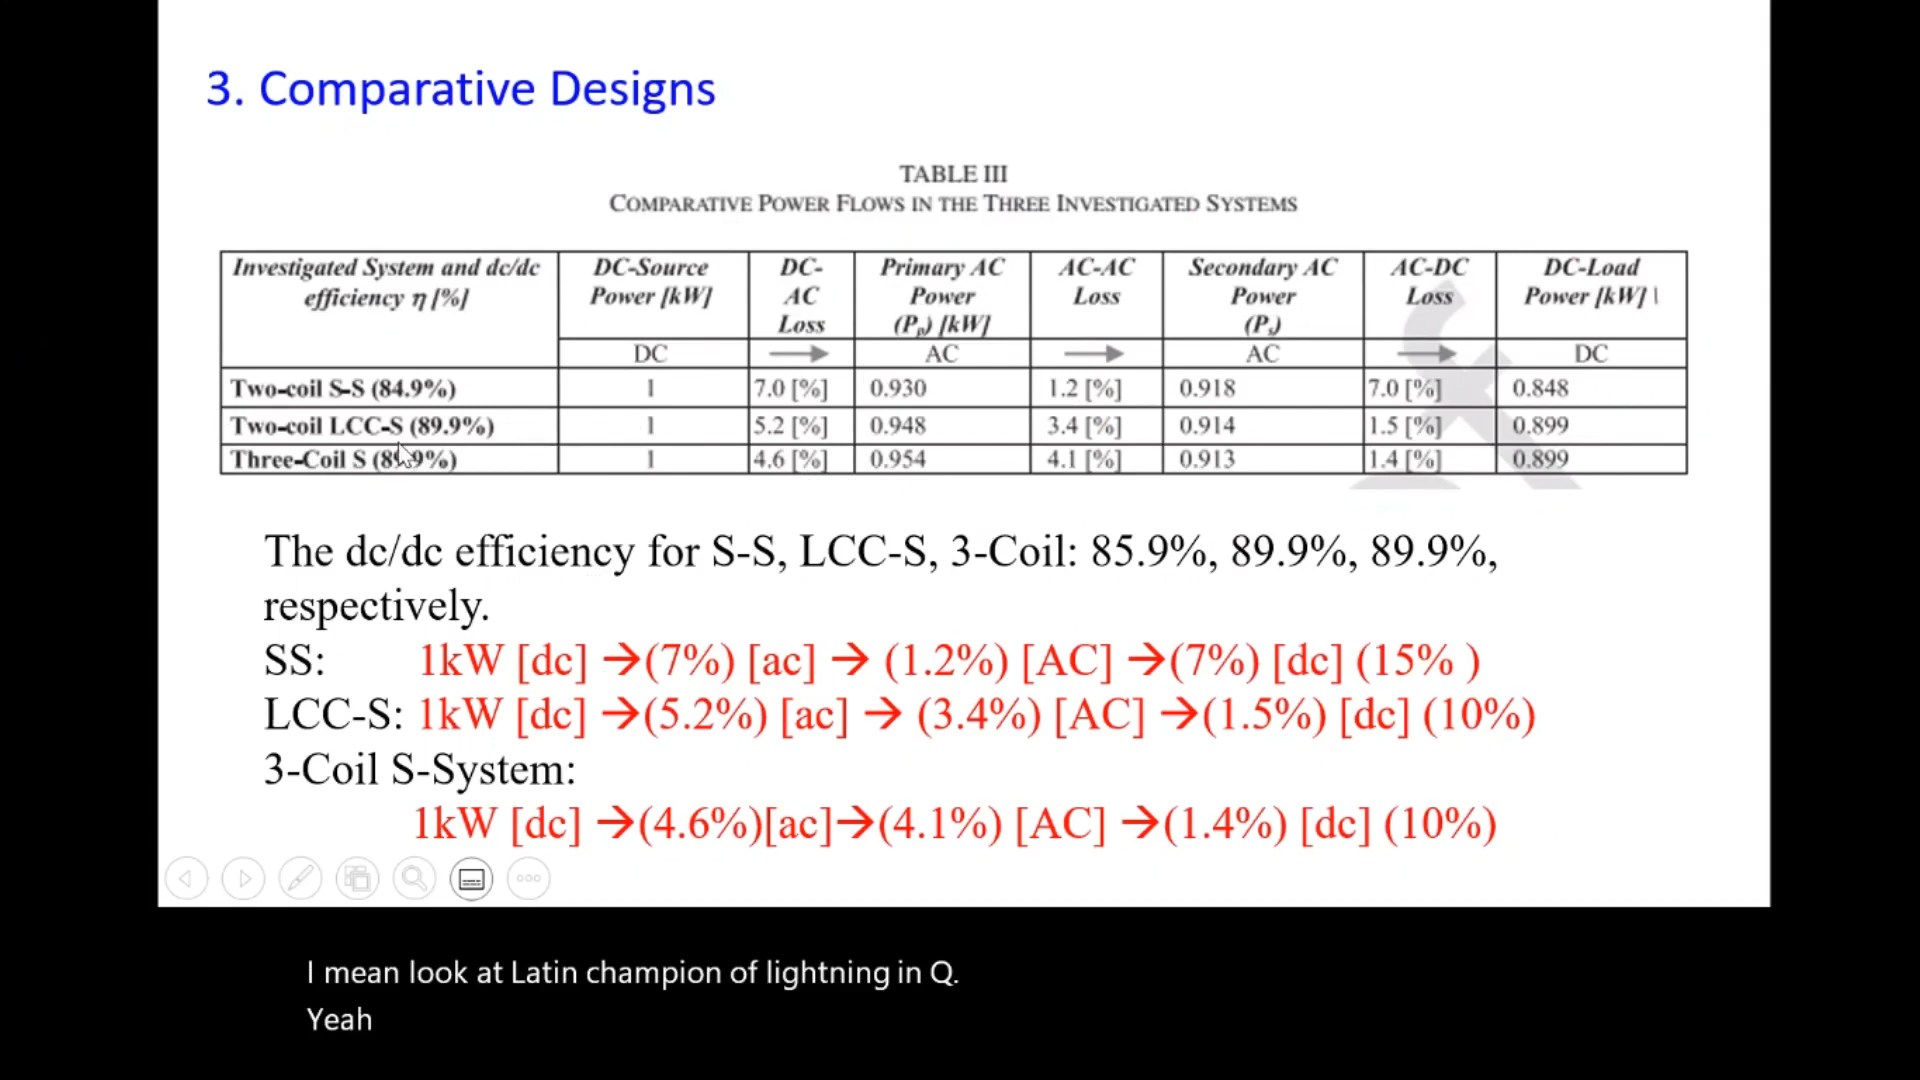 3. Comparative Designs
TABLE III
COMPARATIVE POWER FLOWS IN THE THREE INVESTIGATED SYSTEMS
Investigated System and dc/dc efficiency η [%] DC-Source Power [kW] DC-AC Loss Primary AC Power (Pp) [kW] AC-AC Loss Secondary AC Power (Ps) AC-DC Loss DC-Load Power [kW] \
DC → AC → AC → DC
Two-coil S-S (84.9%) 1 7.0 [%] 0.930 1.2 [%] 0.918 7.0 [%] 0.848
Two-coil LCC-S (89.9%) 1 5.2 [%] 0.948 3.4 [%] 0.914 1.5 [%] 0.899
Three-Coil S (89.9%) 1 4.6 [%] 0.954 4.1 [%] 0.913 1.4 [%] 0.899
The dc/dc efficiency for S-S, LCC-S, 3-Coil: 85.9%, 89.9%, 89.9%,
respectively.
SS: 1kW [dc] →(7%) [ac] → (1.2%) [AC] →(7%) [dc] (15% )
LCC-S: 1kW [dc] →(5.2%) [ac] → (3.4%) [AC] →(1.5%) [dc] (10%)
3-Coil S-System:
1kW [dc] →(4.6%)[ac]→(4.1%) [AC] →(1.4%) [dc] (10%)
I mean look at Latin champion of lightning in Q.
Yeah